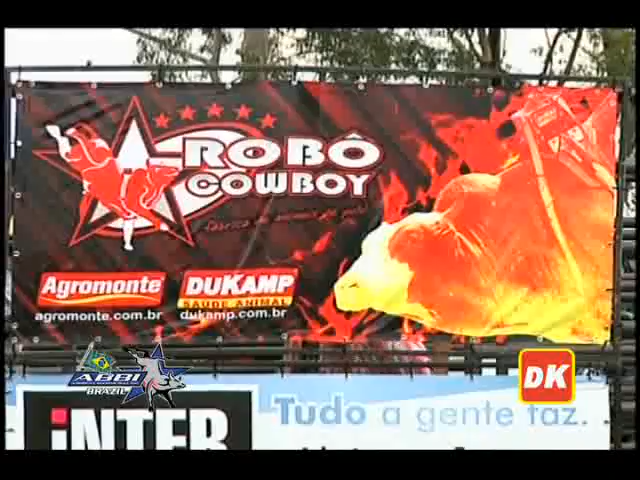 ROBÔ
COWBOY
Agromonte
DUKAMP
SAÚDE ANIMAL
agromonte.com.br
dukamp.com.br
ABBI
BRAZIL
DK
iNTER
Tudo a gente faz.